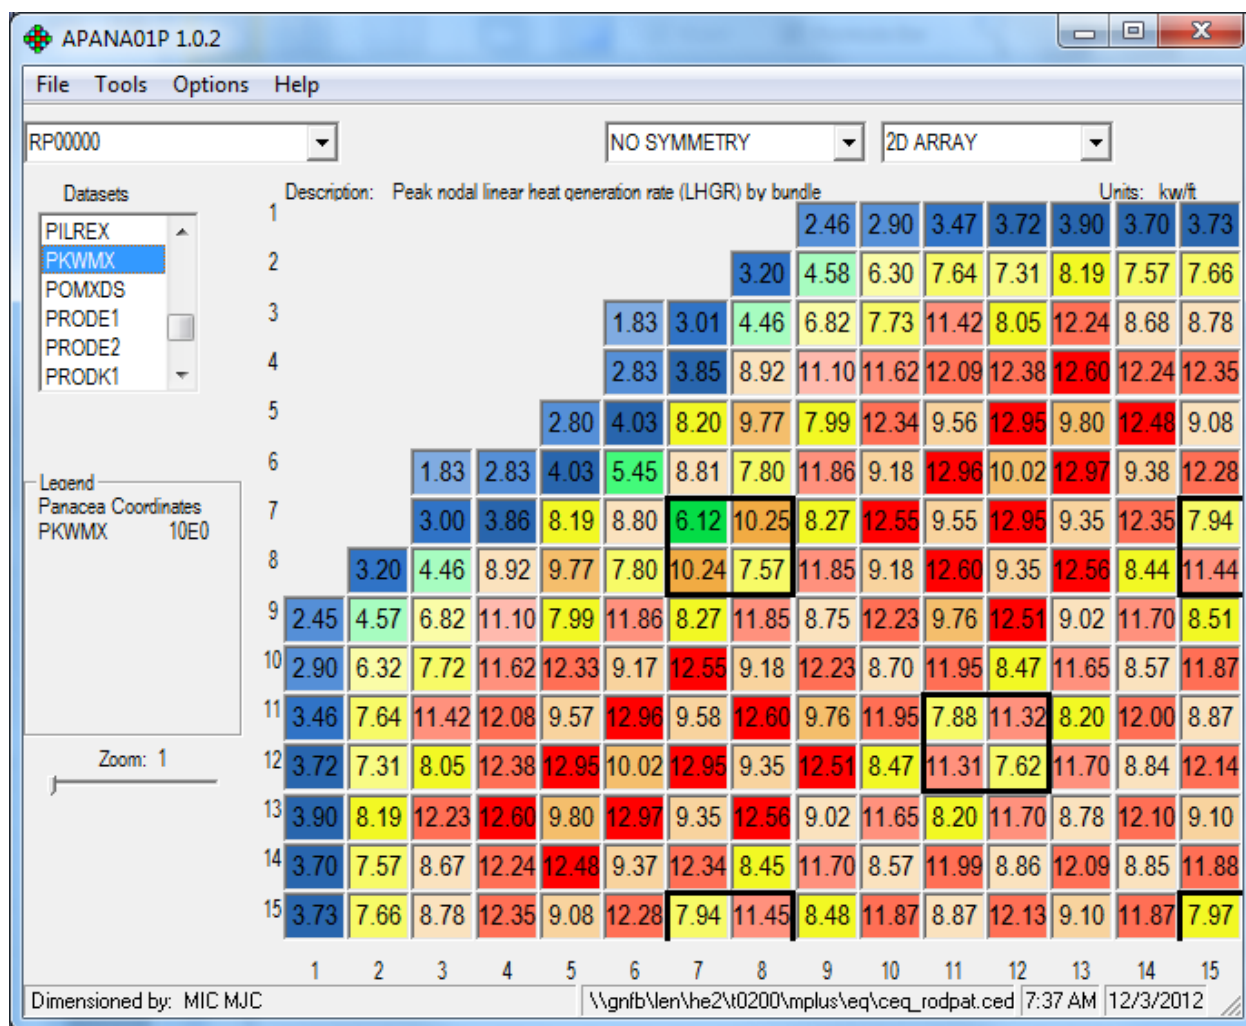 APANA01P 1.0.2
File Tools Options Help
RP00000 NO SYMMETRY 2D ARRAY
Datasets
PILREX
PKWMX
POMXDS
PRODE1
PRODE2
PRODK1
Legend
Panacea Coordinates
PKWMX 10E0
Zoom: 1
Description: Peak nodal linear heat generation rate (LHGR) by bundle Units: kw/ft
1 2.46 2.90 3.47 3.72 3.90 3.70 3.73
2 3.20 4.58 6.30 7.64 7.31 8.19 7.57 7.66
3 1.83 3.01 4.46 6.82 7.73 11.42 8.05 12.24 8.68 8.78
4 2.83 3.85 8.92 11.10 11.62 12.09 12.38 12.60 12.24 12.35
5 2.80 4.03 8.20 9.77 7.99 12.34 9.56 12.95 9.80 12.48 9.08
6 1.83 2.83 4.03 5.45 8.81 7.80 11.86 9.18 12.96 10.02 12.97 9.38 12.28
7 3.00 3.86 8.19 8.80 6.12 10.25 8.27 12.55 9.55 12.95 9.35 12.35 7.94
8 3.20 4.46 8.92 9.77 7.80 10.24 7.57 11.85 9.18 12.60 9.35 12.56 8.44 11.44
9 2.45 4.57 6.82 11.10 7.99 11.86 8.27 11.85 8.75 12.23 9.76 12.51 9.02 11.70 8.51
10 2.90 6.32 7.72 11.62 12.33 9.17 12.55 9.18 12.23 8.70 11.95 8.47 11.65 8.57 11.87
11 3.46 7.64 11.42 12.08 9.57 12.96 9.58 12.60 9.76 11.95 7.88 11.32 8.20 12.00 8.87
12 3.72 7.31 8.05 12.38 12.95 10.02 12.95 9.35 12.51 8.47 11.31 7.62 11.70 8.84 12.14
13 3.90 8.19 12.23 12.60 9.80 12.97 9.35 12.56 9.02 11.65 8.20 11.70 8.78 12.10 9.10
14 3.70 7.57 8.67 12.24 12.48 9.37 12.34 8.45 11.70 8.57 11.99 8.86 12.09 8.85 11.88
15 3.73 7.66 8.78 12.35 9.08 12.28 7.94 11.45 8.48 11.87 8.87 12.13 9.10 11.87 7.97
1 2 3 4 5 6 7 8 9 10 11 12 13 14 15
Dimensioned by: MIC MJC \\gnfb\len\he2\t0200\mplus\eq\ceq_rodpat.ced 7:37 AM 12/3/2012